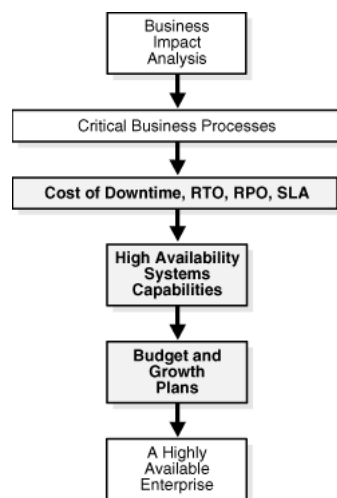 Business
Impact
Analysis
Critical Business Processes
Cost of Downtime, RTO, RPO, SLA
High Availability
Systems
Capabilities
Budget and
Growth
Plans
A Highly
Available
Enterprise